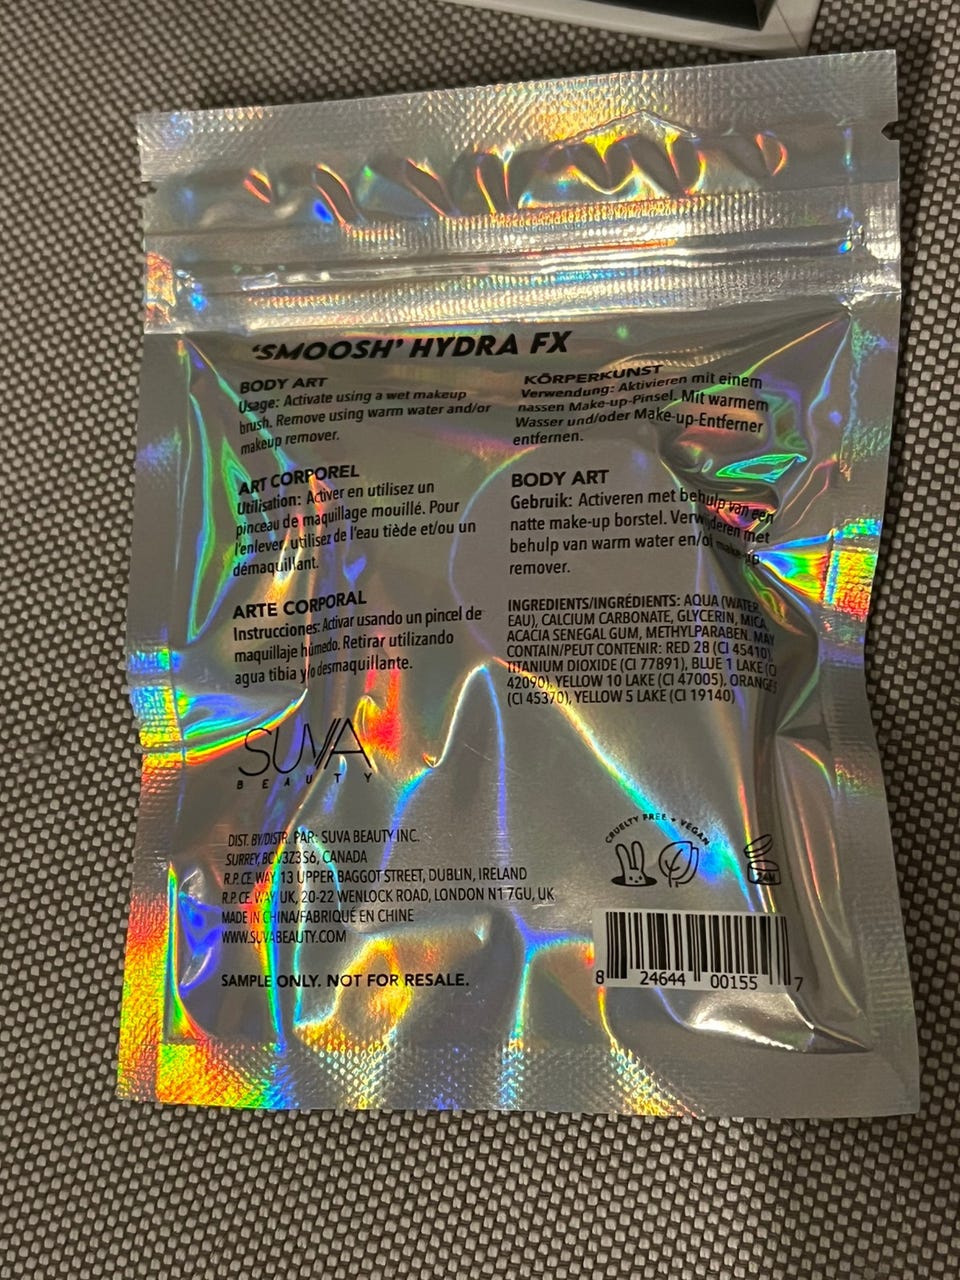 ‘SMOOSH’ HYDRA FX
BODY ART
Usage: Activate using a wet makeup
brush. Remove using warm water and/or
makeup remover.
ART CORPOREL
Utilisation: Activer en utilisez un
pinceau de maquillage mouillé. Pour
l'enlever, utilisez de l'eau tiède et/ou un
démaquillant.
ARTE CORPORAL
Instrucciones: Activar usando un pincel de
maquillaje húmedo. Retirar utilizando
agua tibia y/o desmaquillante.
KÖRPERKUNST
Verwendung: Aktivieren mit einem
nassen Make-up-Pinsel. Mit warmem
Wasser und/oder Make-up-Entferner
entfernen.
BODY ART
Gebruik: Activeren met behulp van een
natte make-up borstel. Verwijderen met
behulp van warm water en/of make-up
remover.
INGREDIENTS/INGRÉDIENTS: AQUA (WATER,
EAU), CALCIUM CARBONATE, GLYCERIN, MICA,
ACACIA SENEGAL GUM, METHYLPARABEN. MAY
CONTAIN/PEUT CONTENIR: RED 28 (CI 45410),
TITANIUM DIOXIDE (CI 77891), BLUE 1 LAKE (CI
42090), YELLOW 10 LAKE (CI 47005), ORANGE 5
(CI 45370), YELLOW 5 LAKE (CI 19140)
SUVA
BEAUTY
DIST. BY/DISTR. PAR: SUVA BEAUTY INC.
SURREY, BC V3Z3S6, CANADA
R.P. CE. WAY 13 UPPER BAGGOT STREET, DUBLIN, IRELAND
R.P. CE. WAY UK, 20-22 WENLOCK ROAD, LONDON N1 7GU, UK
MADE IN CHINA/FABRIQUÉ EN CHINE
WWW.SUVABEAUTY.COM
SAMPLE ONLY. NOT FOR RESALE.
CRUELTY FREE + VEGAN
24M
8 24644 00155 7